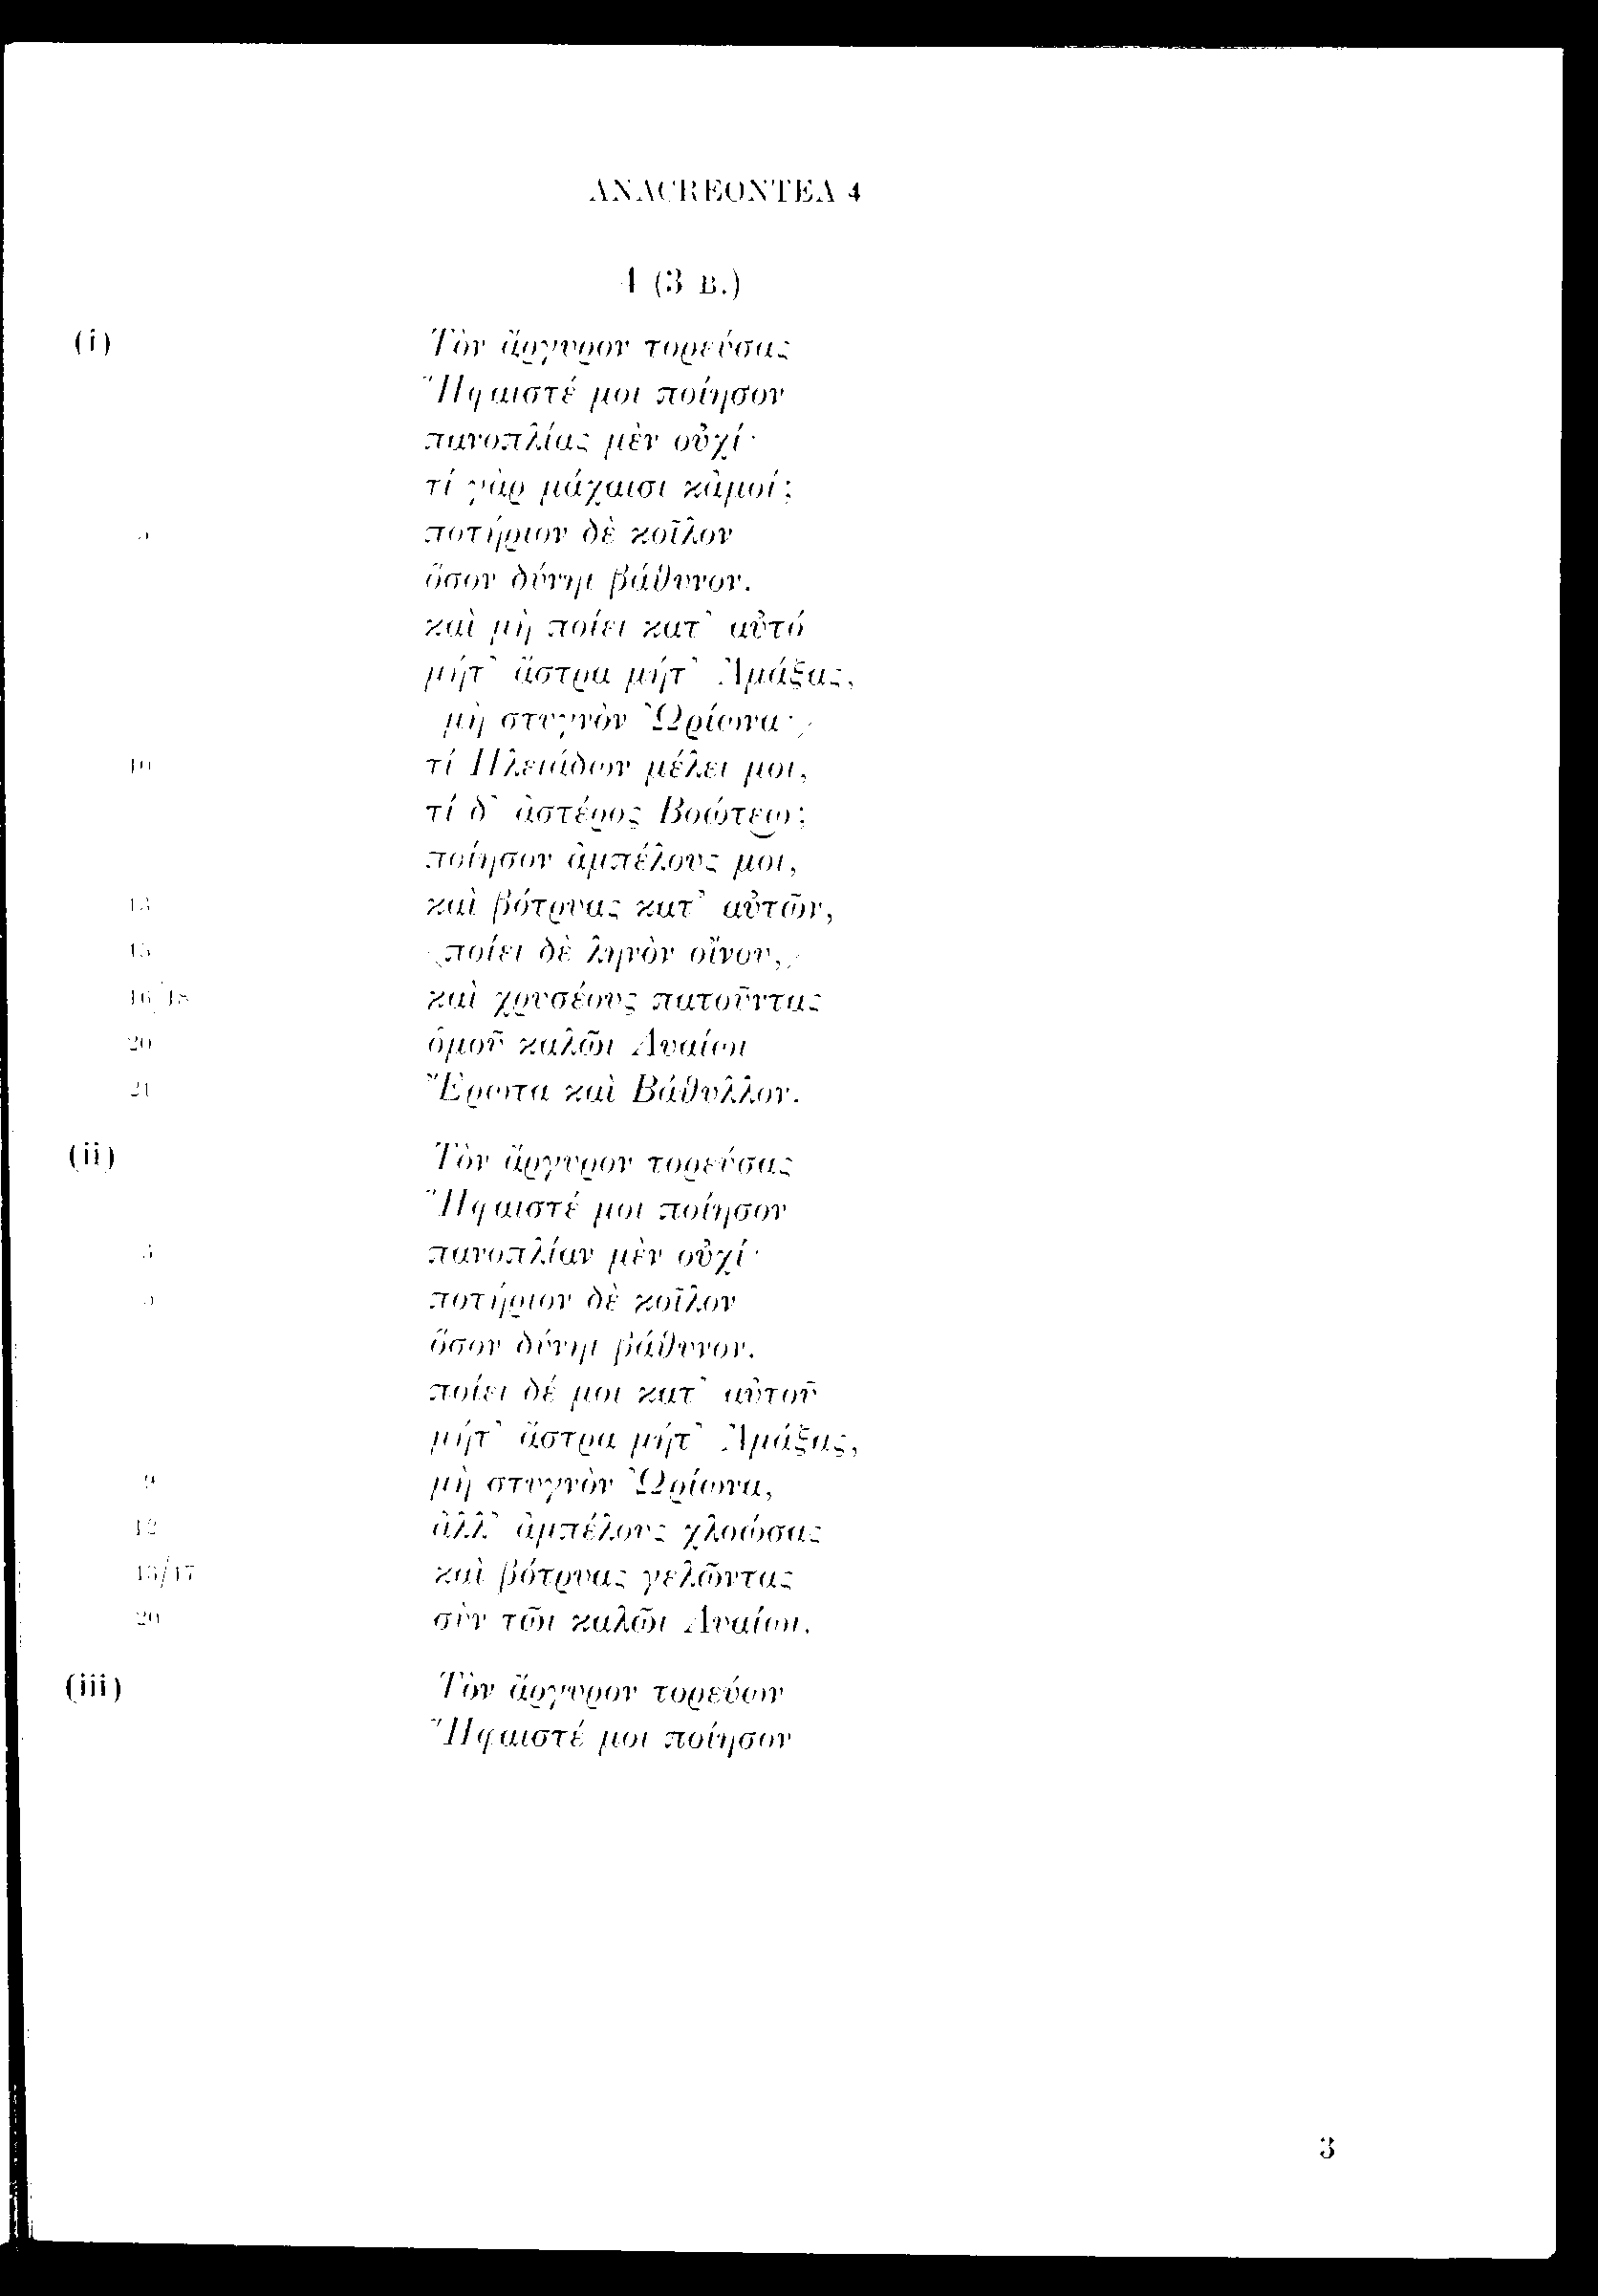 ANACREONTEA 4
4 (3 B.)
(i) Τὸν ἄργυρον τορεύσας
Ἥφαιστέ μοι ποίησον
πανοπλίας μὲν οὐχί·
τί γὰρ μάχαισι κἀμοί;
5 ποτήριον δὲ κοῖλον
ὅσον δύνηι βάθυνον.
καὶ μὴ ποίει κατ᾽ αὐτό
μήτ᾽ ἄστρα μήτ᾽ Ἁμάξας,
⟨μὴ στυγνὸν Ὠρίωνα·⟩
10 τί Πλειάδων μέλει μοι,
τί δ᾽ ἀστέρος Βοώτεω;
ποίησον ἀμπέλους μοι,
13 καὶ βότρυας κατ᾽ αὐτῶν,
15 ⟨ποίει δὲ ληνὸν οἴνου,⟩
16/18 καὶ χρυσέους πατοῦντας
20 ὁμοῦ καλῶι Λυαίωι
21 Ἔρωτα καὶ Βάθυλλον.
(ii) Τὸν ἄργυρον τορεύσας
Ἥφαιστέ μοι ποίησον
3 πανοπλίαν μὲν οὐχί·
5 ποτήριον δὲ κοῖλον
ὅσον δύνηι βάθυνον.
ποίει δέ μοι κατ᾽ αὐτοῦ
μήτ᾽ ἄστρα μήτ᾽ Ἁμάξας,
9 μὴ στυγνὸν Ὠρίωνα,
12 ἀλλ᾽ ἀμπέλους χλοώσας
13/17 καὶ βότρυας γελῶντας
20 σὺν τῶι καλῶι Λυαίωι.
(iii) Τὸν ἄργυρον τορεύων
Ἥφαιστέ μοι ποίησον
3